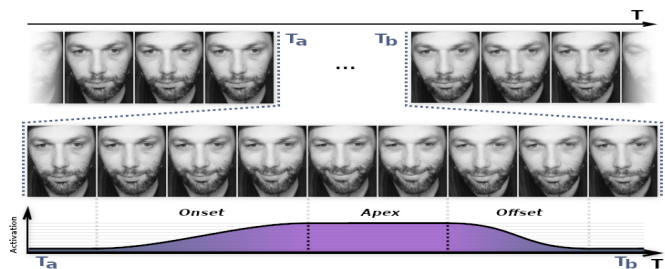 T
Ta Tb
...
Onset Apex Offset
Activation
Ta Tb T